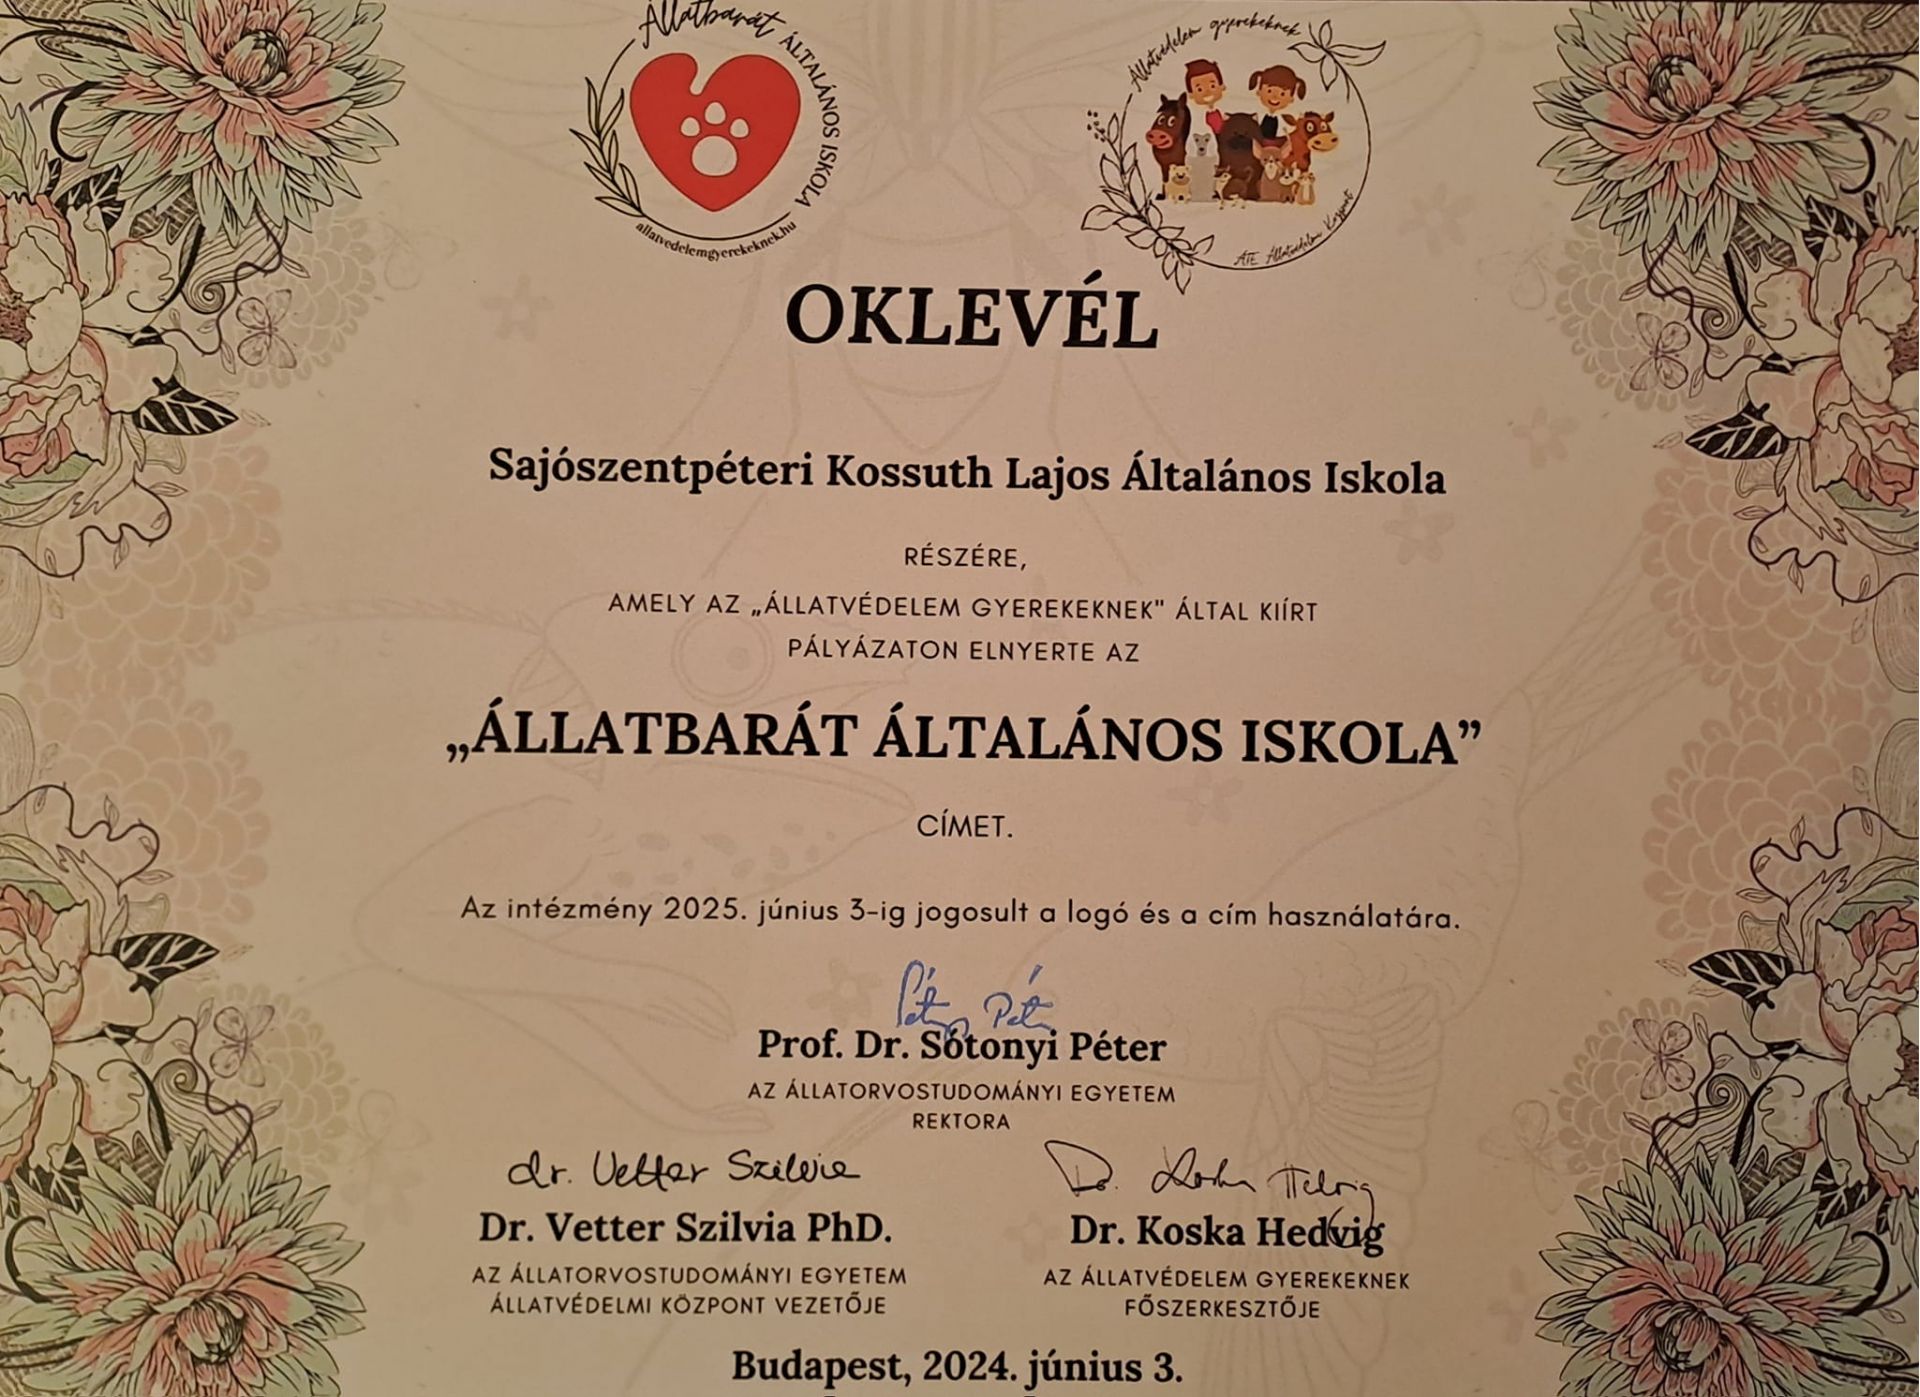 Állatbarát ÁLTALÁNOS ISKOLA
allatvedelemgyerekeknek.hu
Állatvédelem gyerekeknek
ÁTE Állatvédelmi Központ
OKLEVÉL
Sajószentpéteri Kossuth Lajos Általános Iskola
RÉSZÉRE,
AMELY AZ „ÁLLATVÉDELEM GYEREKEKNEK" ÁLTAL KIÍRT
PÁLYÁZATON ELNYERTE AZ
„ÁLLATBARÁT ÁLTALÁNOS ISKOLA”
CÍMET.
Az intézmény 2025. június 3-ig jogosult a logó és a cím használatára.
Prof. Dr. Sótonyi Péter
AZ ÁLLATORVOSTUDOMÁNYI EGYETEM
REKTORA
dr. Vetter Szilvia
Dr. Koska Hedvig
Dr. Vetter Szilvia PhD.
Dr. Koska Hedvig
AZ ÁLLATORVOSTUDOMÁNYI EGYETEM
ÁLLATVÉDELMI KÖZPONT VEZETŐJE
AZ ÁLLATVÉDELEM GYEREKEKNEK
FŐSZERKESZTŐJE
Budapest, 2024. június 3.